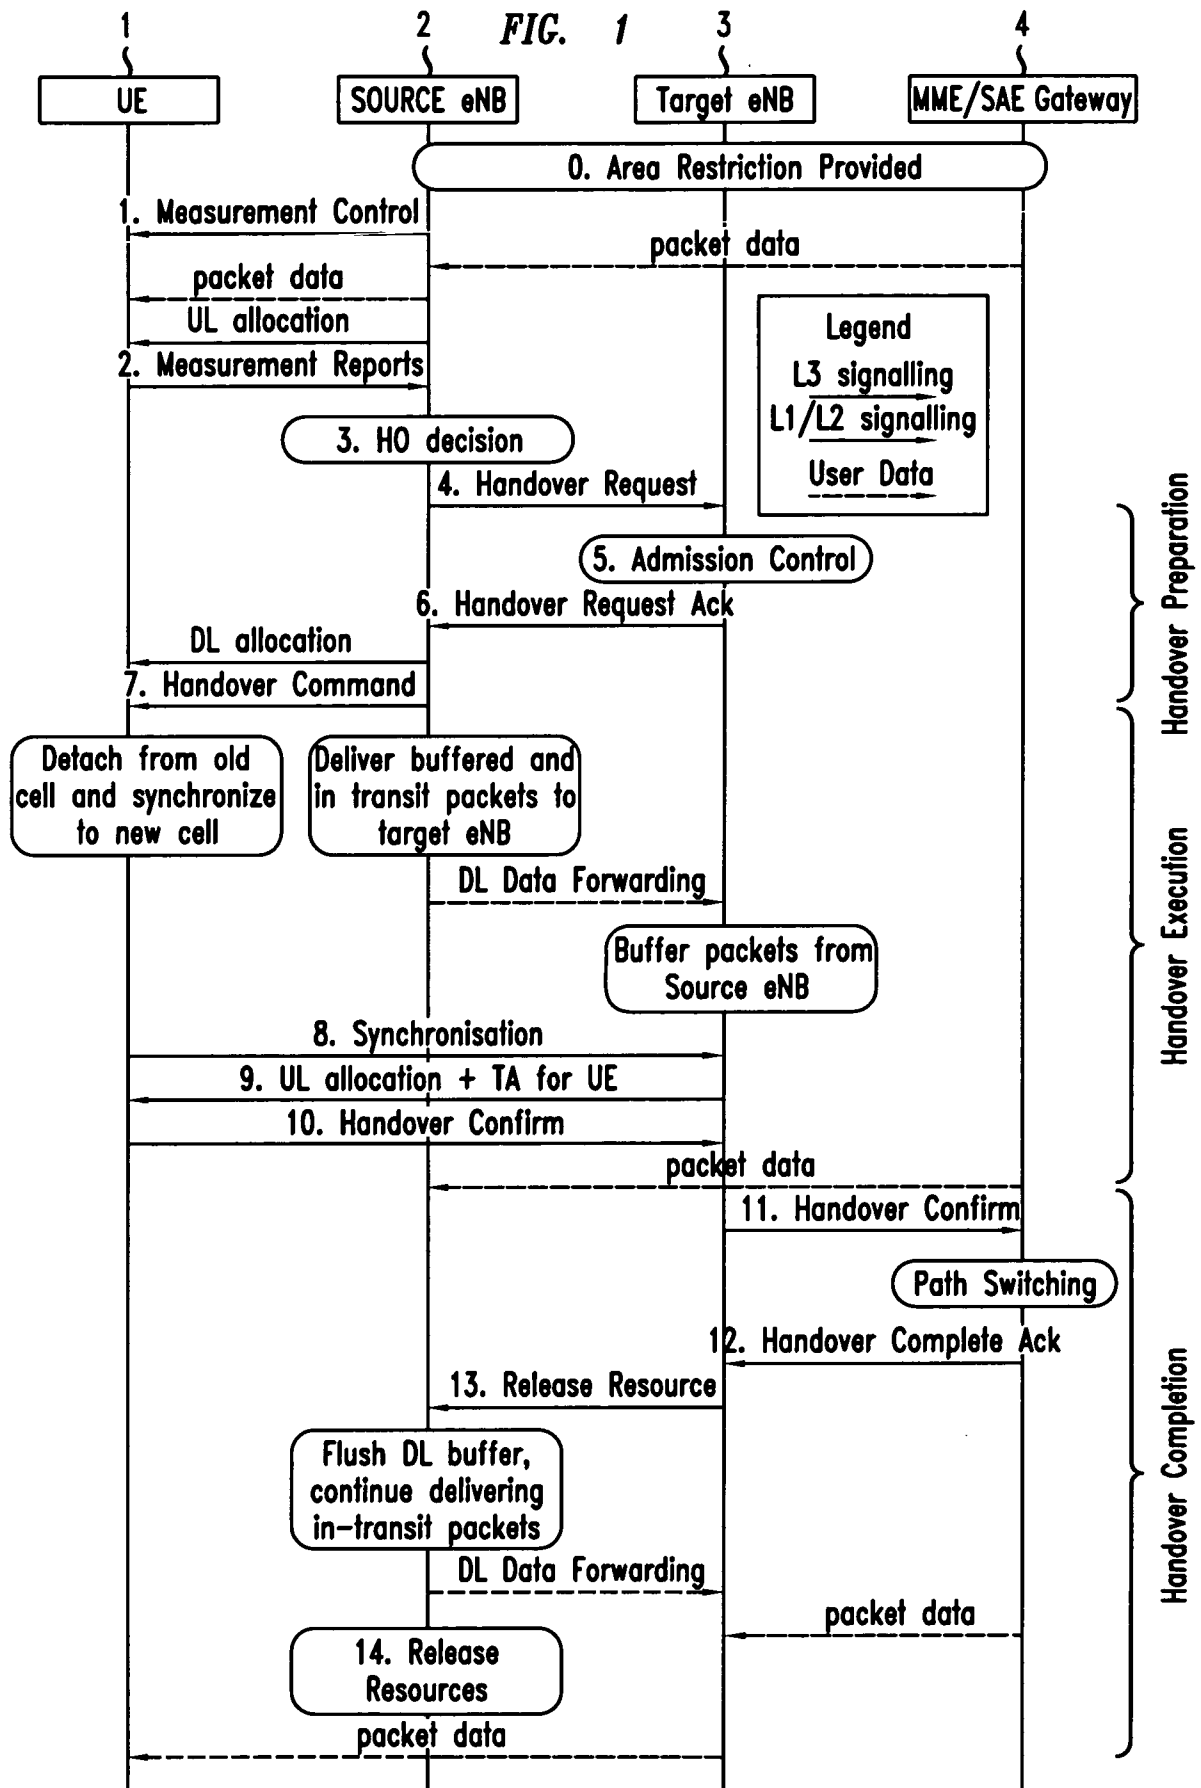 1
2
FIG. 1
3
4
UE
SOURCE eNB
Target eNB
MME/SAE Gateway
0. Area Restriction Provided
1. Measurement Control
packet data
packet data
UL allocation
2. Measurement Reports
Legend
L3 signalling
L1/L2 signalling
User Data
3. HO decision
4. Handover Request
5. Admission Control
6. Handover Request Ack
DL allocation
7. Handover Command
Handover Preparation
Detach from old
cell and synchronize
to new cell
Deliver buffered and
in transit packets to
target eNB
DL Data Forwarding
Buffer packets from
Source eNB
8. Synchronisation
9. UL allocation + TA for UE
10. Handover Confirm
Handover Execution
packet data
11. Handover Confirm
Path Switching
12. Handover Complete Ack
13. Release Resource
Flush DL buffer,
continue delivering
in-transit packets
DL Data Forwarding
packet data
14. Release
Resources
packet data
Handover Completion